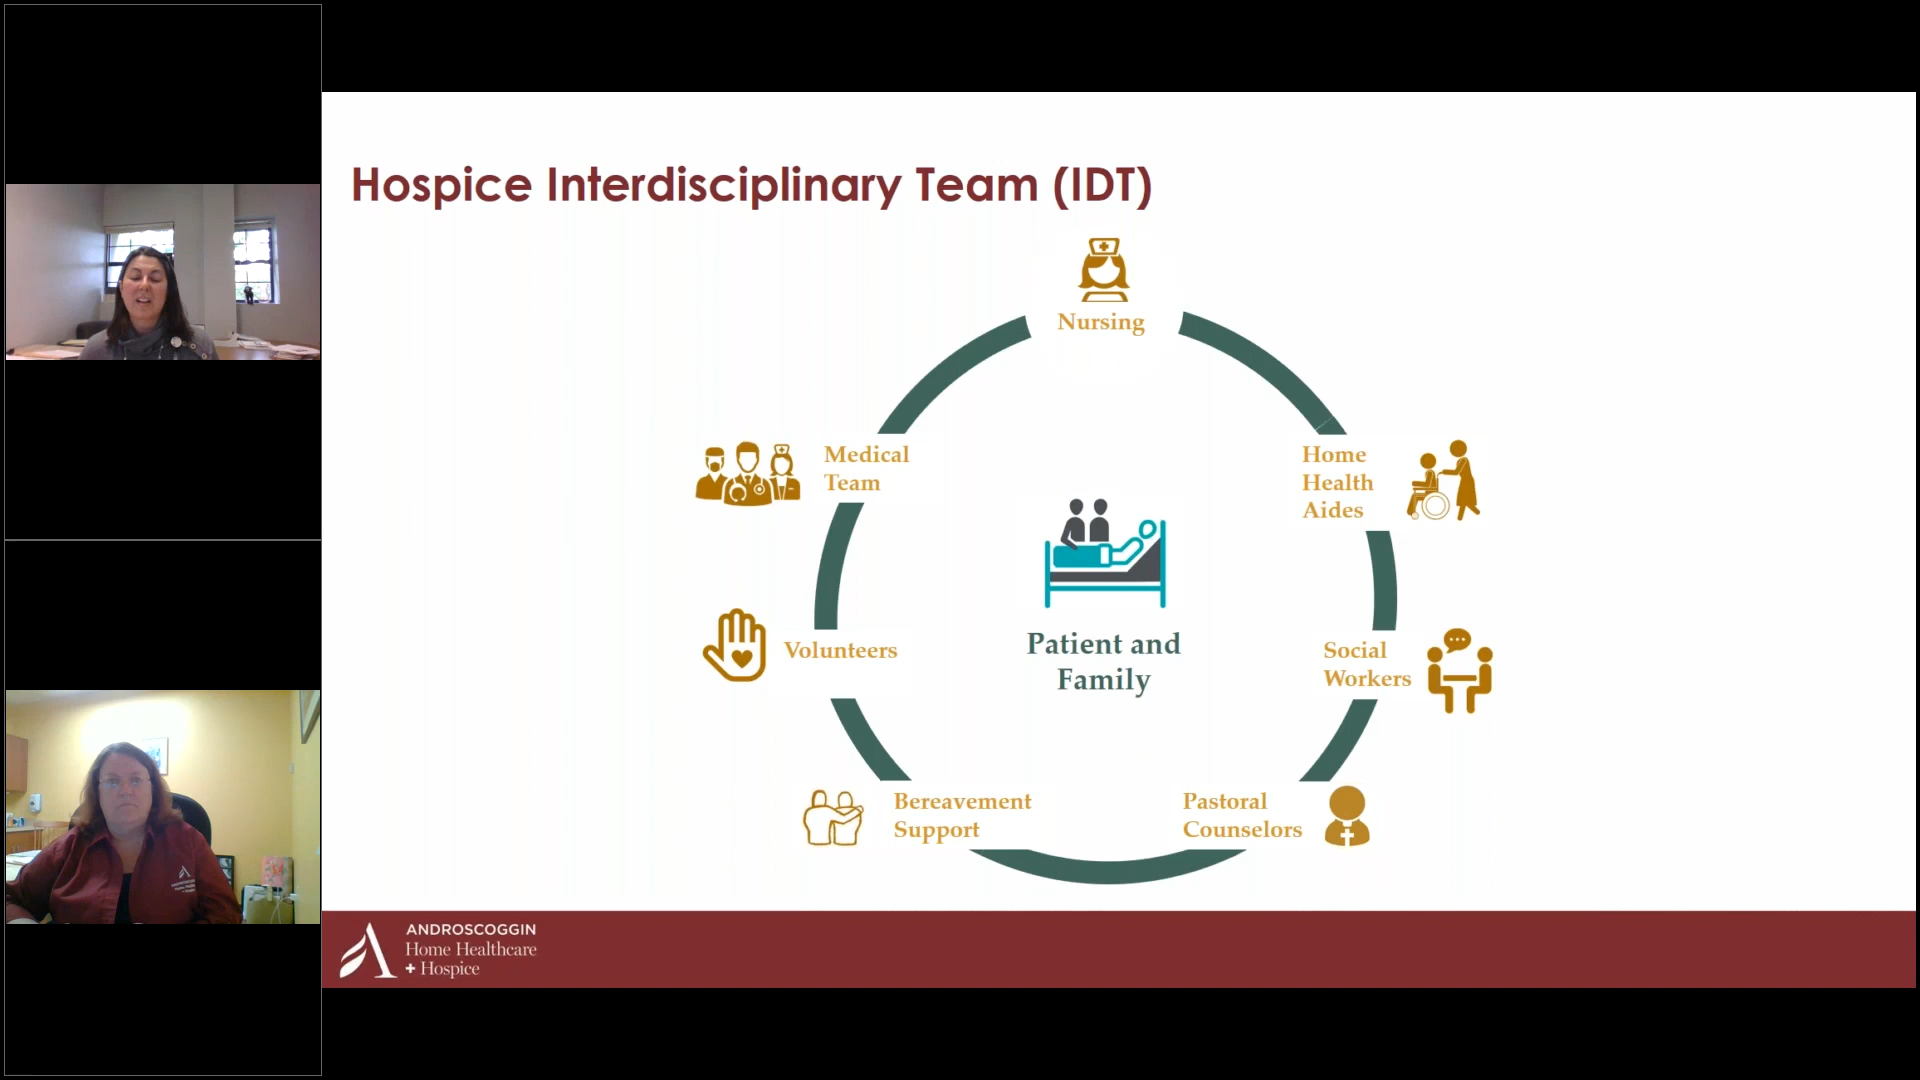 Hospice Interdisciplinary Team (IDT)
Nursing
Medical
Team
Home
Health
Aides
Volunteers
Patient and
Family
Social
Workers
Bereavement
Support
Pastoral
Counselors
ANDROSCOGGIN
Home Healthcare
+ Hospice